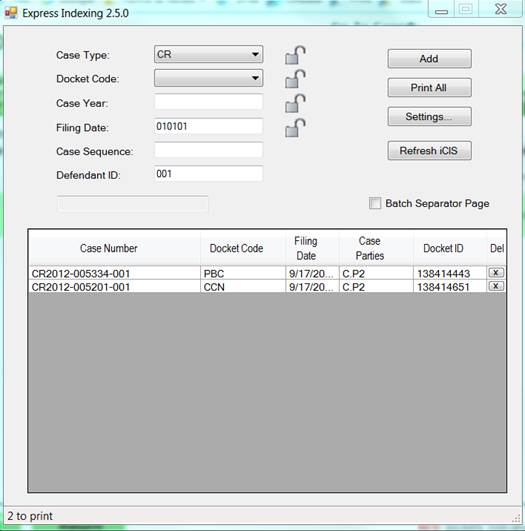 Express Indexing 2.5.0
Case Type: CR
Add
Docket Code:
Print All
Case Year:
Settings...
Filing Date: 010101
Case Sequence:
Refresh iCIS
Defendant ID: 001
Batch Separator Page
Case Number Docket Code Filing Date Case Parties Docket ID Del
CR2012-005334-001 PBC 9/17/20... C.P2 138414443 X
CR2012-005201-001 CCN 9/17/20... C.P2 138414651 X
2 to print